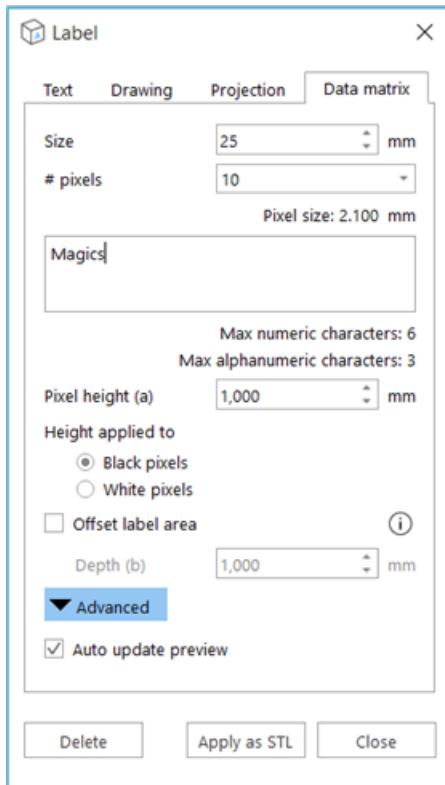 Label
Text Drawing Projection Data matrix
Size 25 mm
# pixels 10
Pixel size: 2.100 mm
Magics
Max numeric characters: 6
Max alphanumeric characters: 3
Pixel height (a) 1,000 mm
Height applied to
Black pixels
White pixels
Offset label area
Depth (b) 1,000 mm
Advanced
Auto update preview
Delete Apply as STL Close